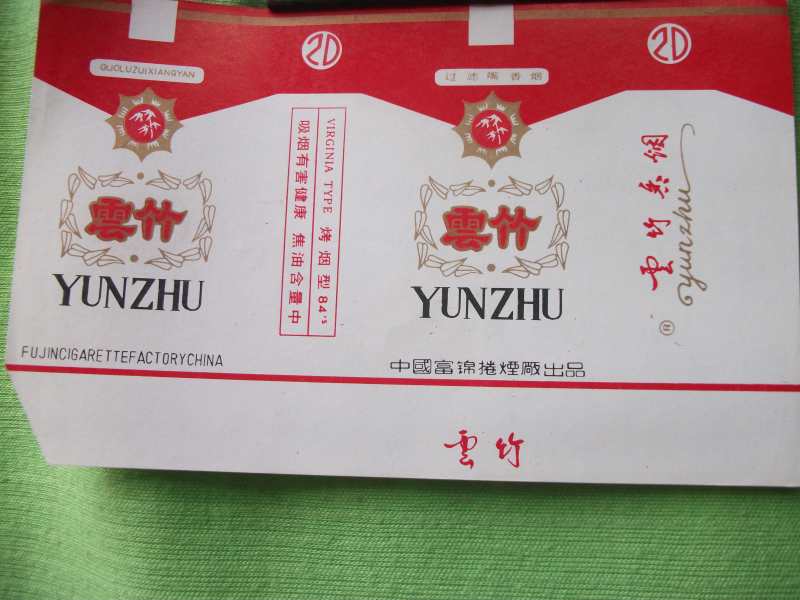 20
20
GUOLUZUIXIANGYAN
过滤嘴香烟
雲竹
雲竹
YUNZHU
YUNZHU
VIRGINIA TYPE 烤烟型 84'S
吸烟有害健康 焦油含量中
雲竹香烟
yunzhu
®
FUJINCIGARETTEFACTORYCHINA
中國富锦捲煙廠出品
雲竹